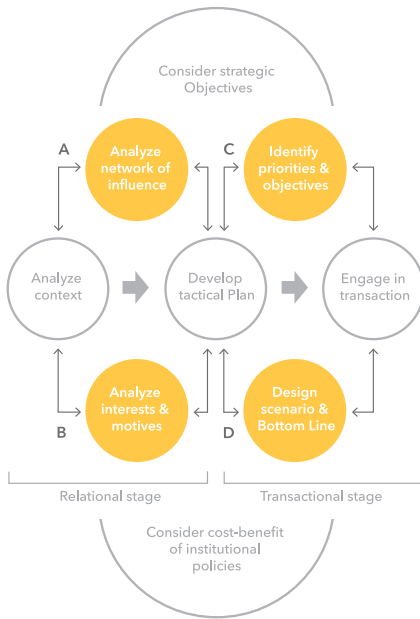 Consider strategic
Objectives
A
Analyze
network of
influence
C
Identify
priorities &
objectives
Analyze
context
Develop
tactical Plan
Engage in
transaction
Analyze
interests &
motives
B
Design
scenario &
Bottom Line
D
Relational stage
Transactional stage
Consider cost-benefit
of institutional
policies